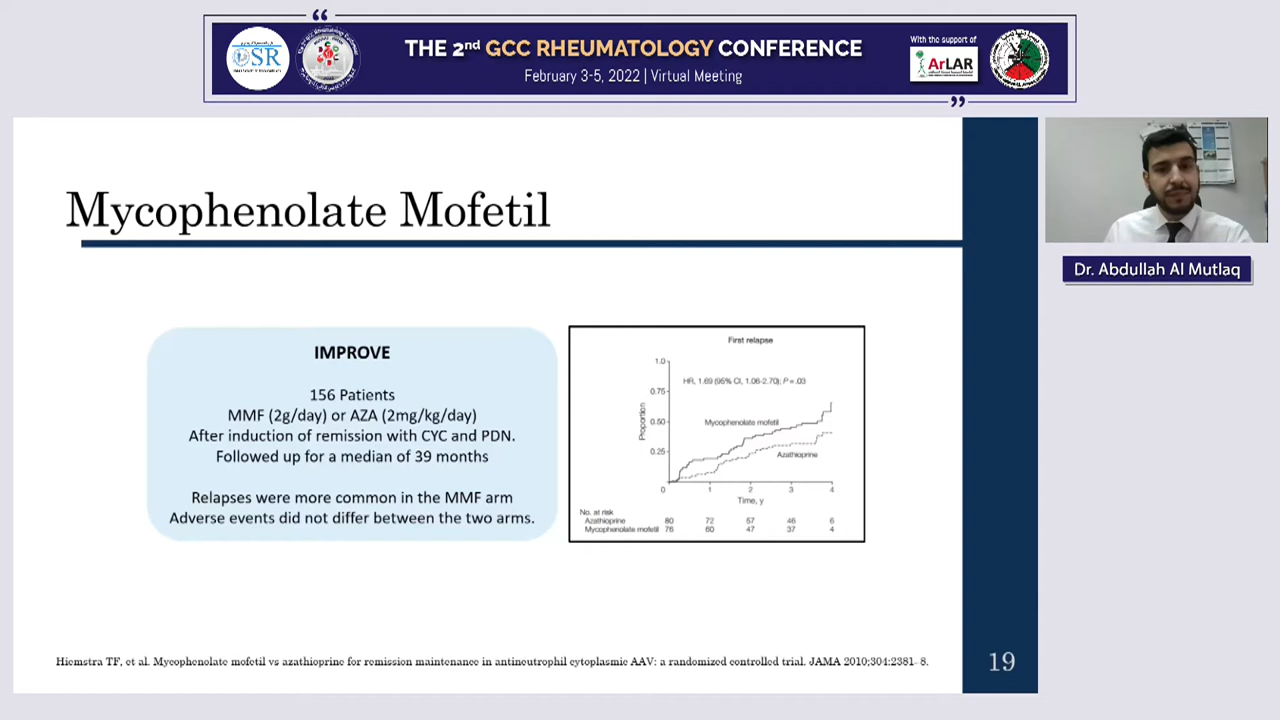 “
THE 2nd GCC RHEUMATOLOGY CONFERENCE
February 3-5, 2022 | Virtual Meeting
With the support of
OSR
ArLAR
”
Mycophenolate Mofetil
Dr. Abdullah Al Mutlaq
IMPROVE
156 Patients
MMF (2g/day) or AZA (2mg/kg/day)
After induction of remission with CYC and PDN.
Followed up for a median of 39 months
Relapses were more common in the MMF arm
Adverse events did not differ between the two arms.
First relapse
HR, 1.69 (95% CI, 1.06-2.70); P=.03
Proportion
1.0
0.75
0.50
0.25
0
Mycophenolate mofetil
Azathioprine
1 2 3 4
Time, y
No. at risk
Azathioprine 80 72 57 46 6
Mycophenolate mofetil 76 60 47 37 4
Hiemstra TF, et al. Mycophenolate mofetil vs azathioprine for remission maintenance in antineutrophil cytoplasmic AAV: a randomized controlled trial. JAMA 2010;304:2381- 8.
19